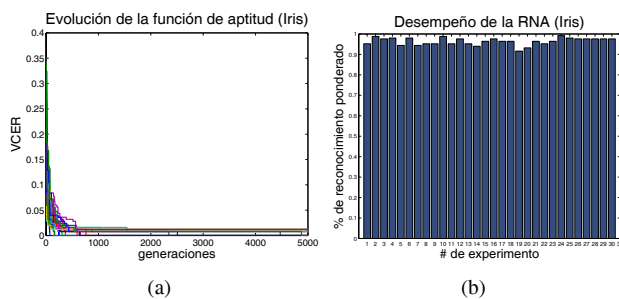 Evolución de la función de aptitud (Iris)
0.4
0.35
0.3
0.25
0.2
0.15
0.1
0.05
0
VCER
0 1000 2000 3000 4000 5000
generaciones
(a)
Desempeño de la RNA (Iris)
1
0.9
0.8
0.7
0.6
0.5
0.4
0.3
0.2
0.1
0
% de reconocimiento ponderado
1 2 3 4 5 6 7 8 9 10 11 12 13 14 15 16 17 18 19 20 21 22 23 24 25 26 27 28 29 30
# de experimento
(b)